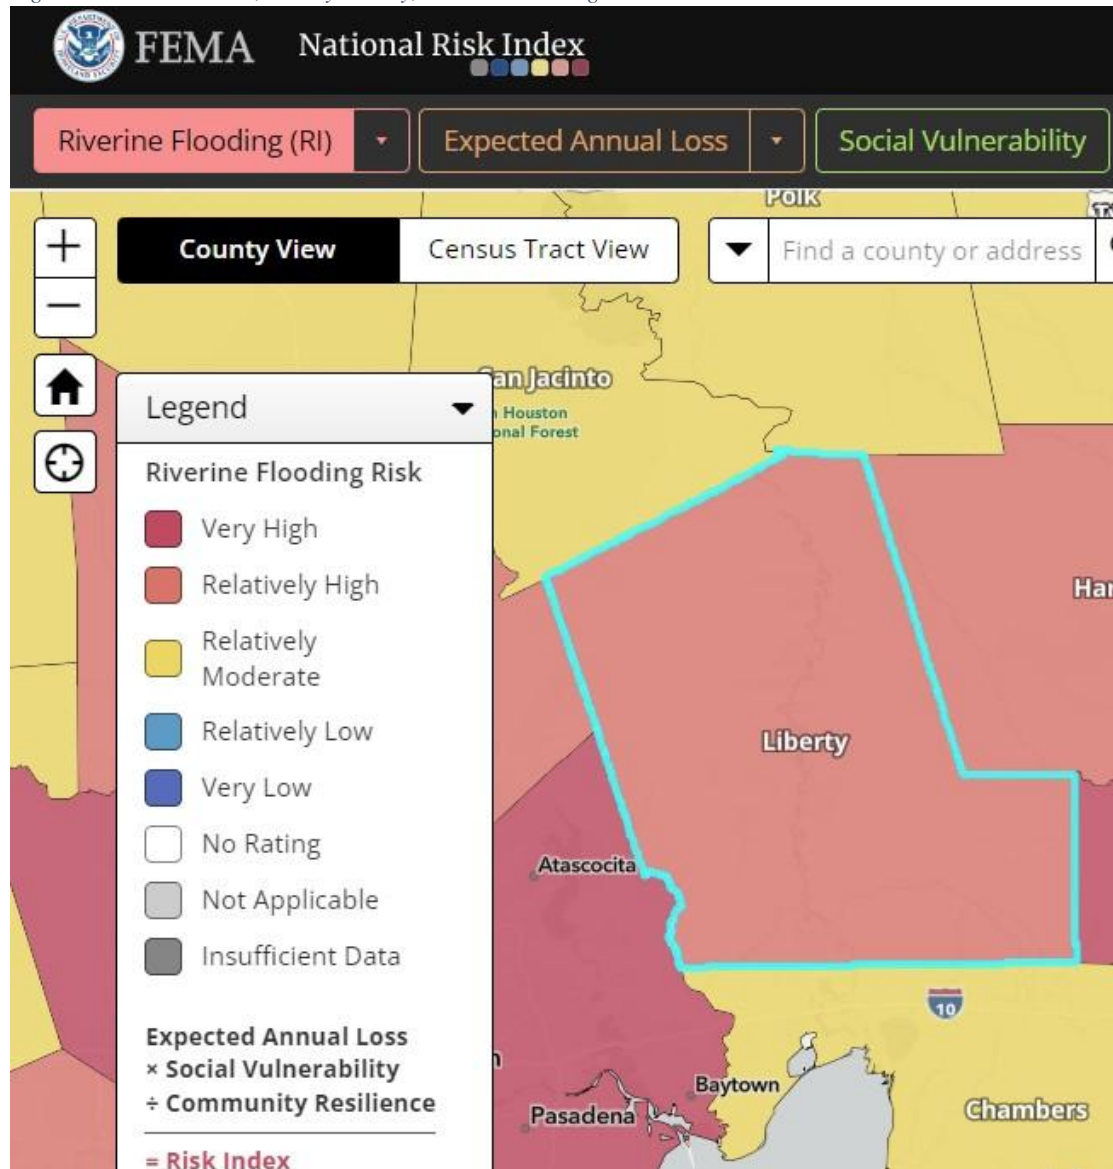 FEMA National Risk Index
Riverine Flooding (RI)
Expected Annual Loss
Social Vulnerability
Polk
County View
Census Tract View
Find a county or address
an Jacinto
Houston
onal Forest
Legend
Riverine Flooding Risk
Very High
Relatively High
Relatively
Moderate
Relatively Low
Very Low
No Rating
Not Applicable
Insufficient Data
Expected Annual Loss
× Social Vulnerability
÷ Community Resilience
= Risk Index
Har
Liberty
Atascocita
10
Baytown
Pasadena
Chambers